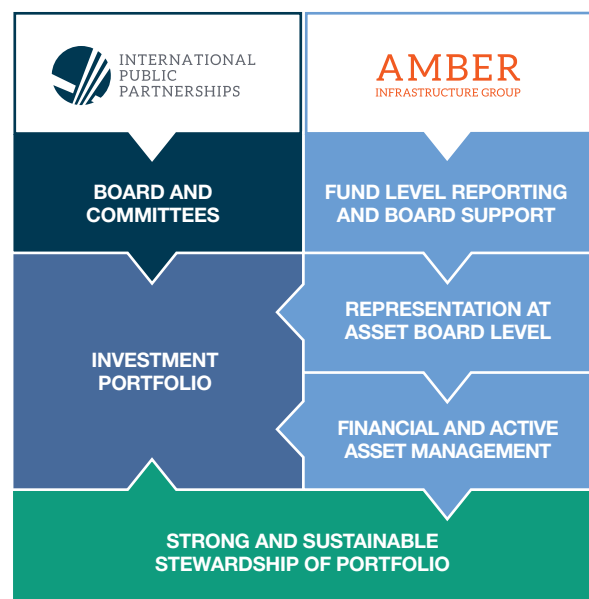 INTERNATIONAL
PUBLIC
PARTNERSHIPS
AMBER
INFRASTRUCTURE GROUP
BOARD AND
COMMITTEES
FUND LEVEL REPORTING
AND BOARD SUPPORT
INVESTMENT
PORTFOLIO
REPRESENTATION AT
ASSET BOARD LEVEL
FINANCIAL AND ACTIVE
ASSET MANAGEMENT
STRONG AND SUSTAINABLE
STEWARDSHIP OF PORTFOLIO